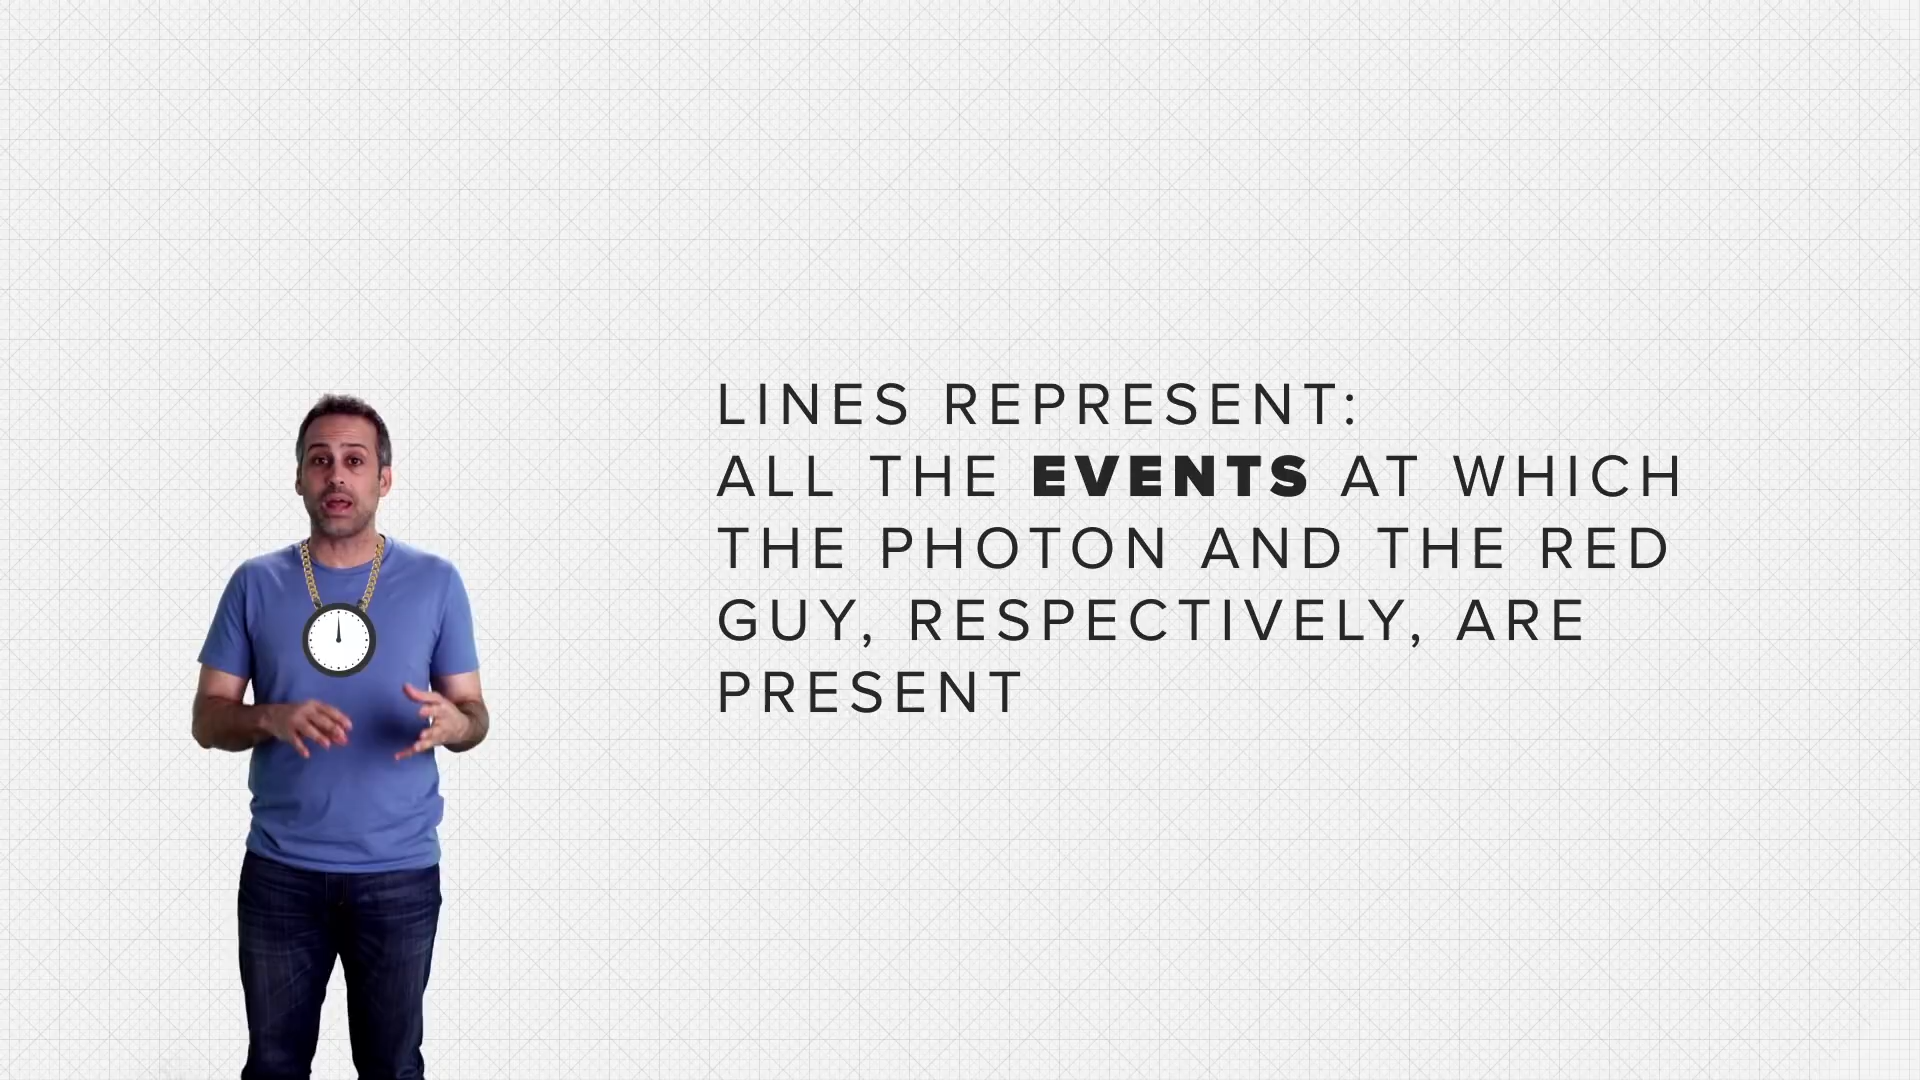 LINES REPRESENT:
ALL THE EVENTS AT WHICH
THE PHOTON AND THE RED
GUY, RESPECTIVELY, ARE
PRESENT